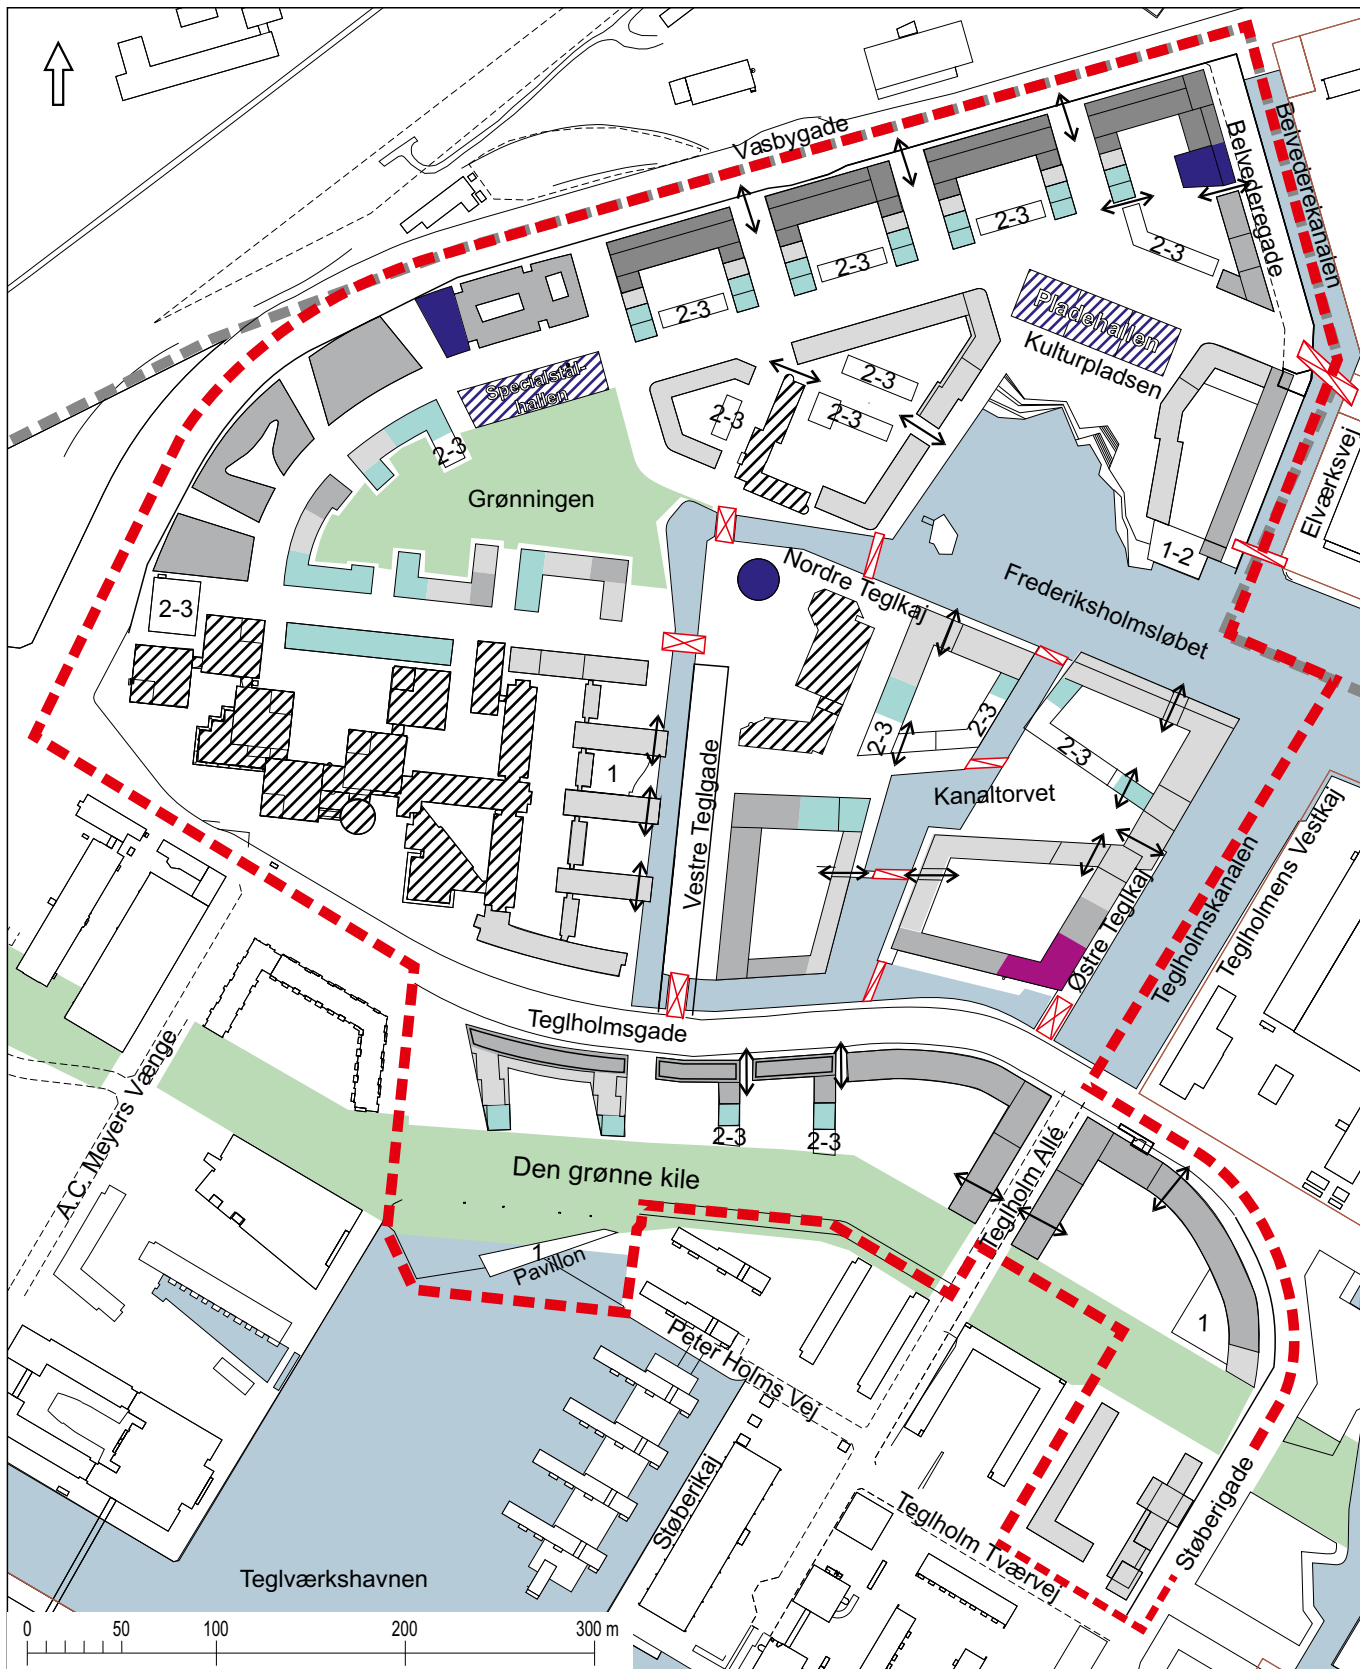 Vasbygade
Belvederegade
Belvederekanalen
2-3
2-3
2-3
2-3
Pladehallen
Kulturpladsen
Specialstål-
hallen
2-3
2-3
2-3
2-3
Grønningen
Elværksvej
1-2
Nordre Teglkaj
Frederiksholmsløbet
2-3
2-3
2-3
2-3
1
Vestre Teglgade
Kanaltorvet
Østre Teglkaj
Teglholmskanalen
Teglholmens Vestkaj
Teglholmsgade
A.C. Meyers Vænge
2-3
2-3
Den grønne kile
Teglholm Allé
1
Pavillon
1
Peter Holms Vej
Støberikaj
Teglholm Tværvej
Støberigade
Teglværkshavnen
0 50 100 200 300 m